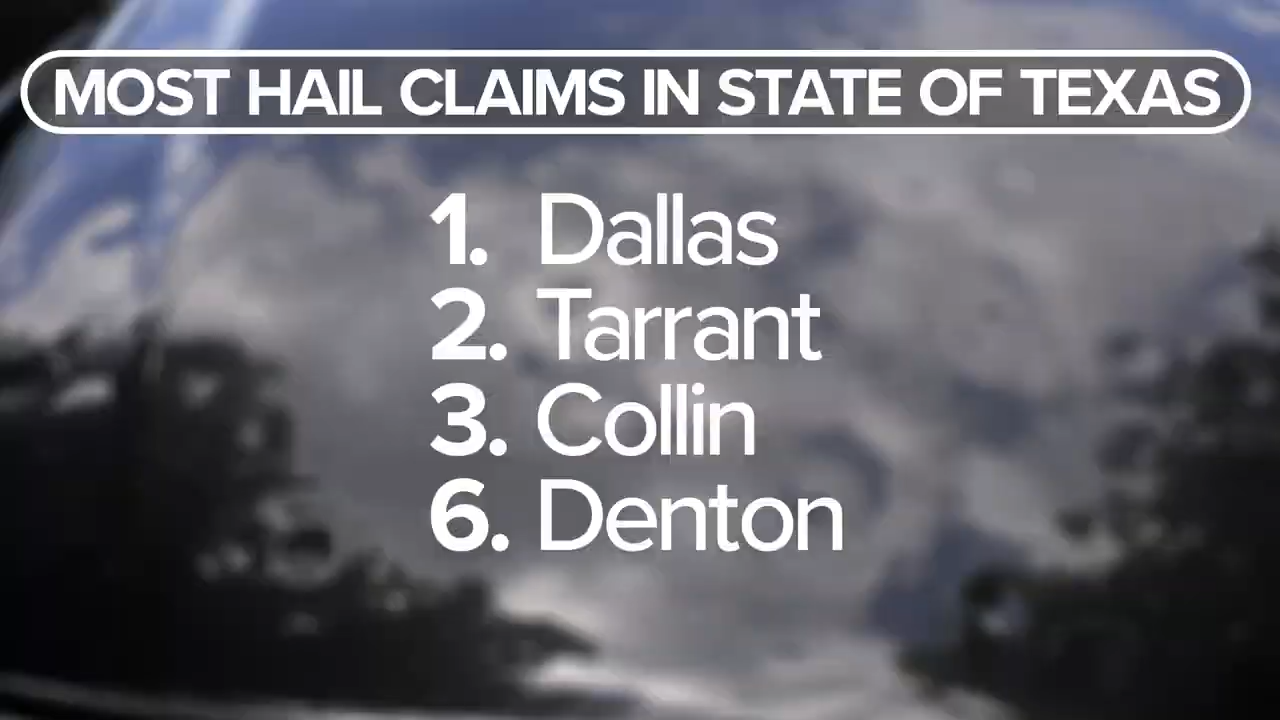 MOST HAIL CLAIMS IN STATE OF TEXAS
1. Dallas
2. Tarrant
3. Collin
6. Denton